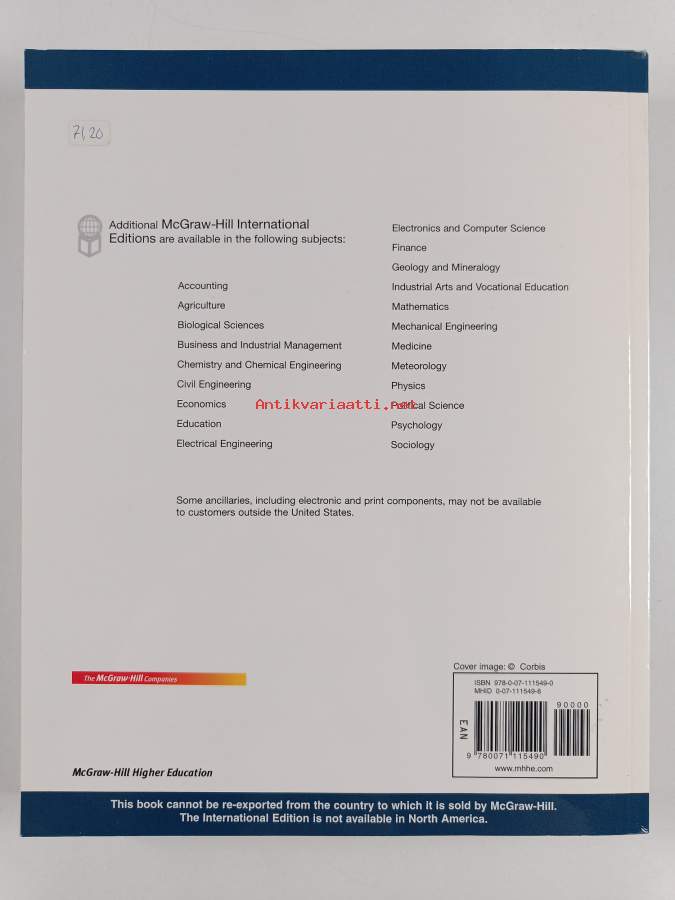 71,20
Additional McGraw-Hill International
Editions are available in the following subjects:
Accounting
Agriculture
Biological Sciences
Business and Industrial Management
Chemistry and Chemical Engineering
Civil Engineering
Economics
Education
Electrical Engineering
Electronics and Computer Science
Finance
Geology and Mineralogy
Industrial Arts and Vocational Education
Mathematics
Mechanical Engineering
Medicine
Meteorology
Physics
Political Science
Psychology
Sociology
Antikvariaatti.net
Some ancillaries, including electronic and print components, may not be available
to customers outside the United States.
The McGraw-Hill Companies
McGraw-Hill Higher Education
Cover image: © Corbis
ISBN 978-0-07-111549-0
MHID 0-07-111549-6
90000
EAN
9 780071 115490
www.mhhe.com
This book cannot be re-exported from the country to which it is sold by McGraw-Hill.
The International Edition is not available in North America.